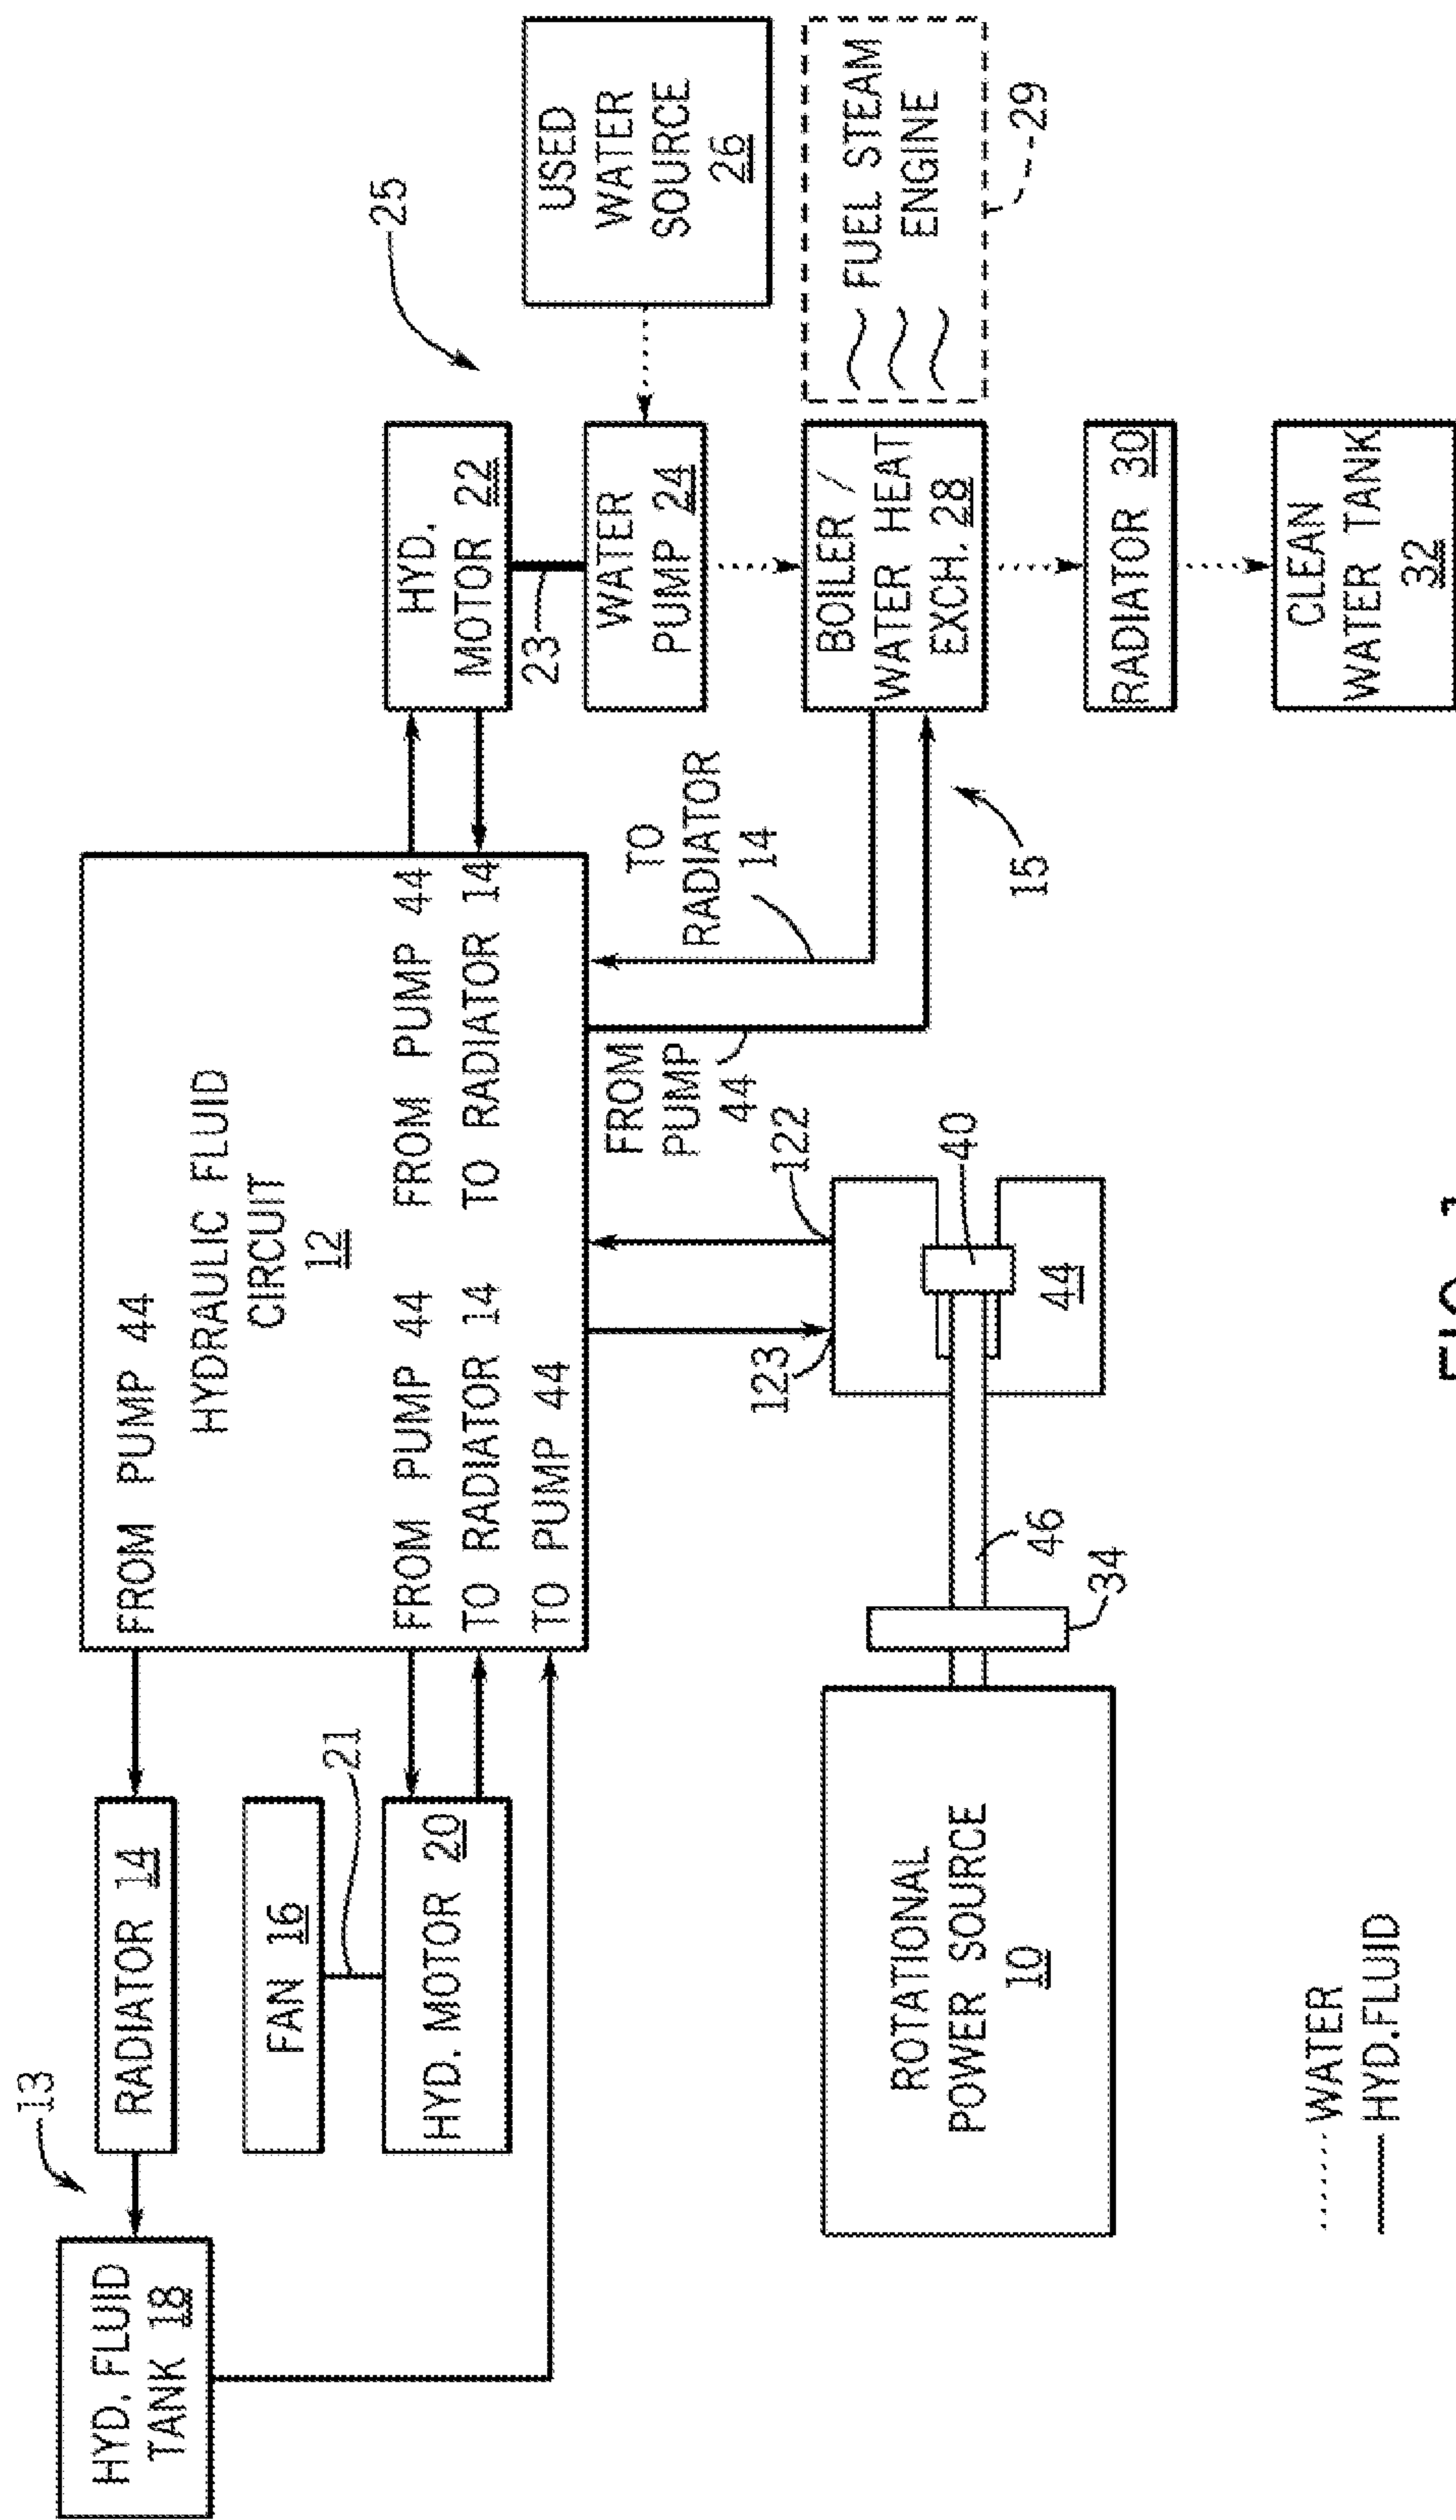 13
HYD. FLUID
TANK 18
RADIATOR 14
FAN 16
21
HYD. MOTOR 20
FROM PUMP 44
HYDRAULIC FLUID
CIRCUIT
12
FROM PUMP 44
TO RADIATOR 14
TO PUMP 44
FROM PUMP 44
TO RADIATOR 14
HYD.
MOTOR 22
23
25
WATER
PUMP 24
USED
WATER
SOURCE
26
TO
RADIATOR
14
FROM
PUMP
44
BOILER /
WATER HEAT
EXCH. 28
FUEL STEAM
ENGINE
29
15
RADIATOR 30
CLEAN
WATER TANK
32
122
123
40
44
46
34
ROTATIONAL
POWER SOURCE
10
WATER
HYD.FLUID